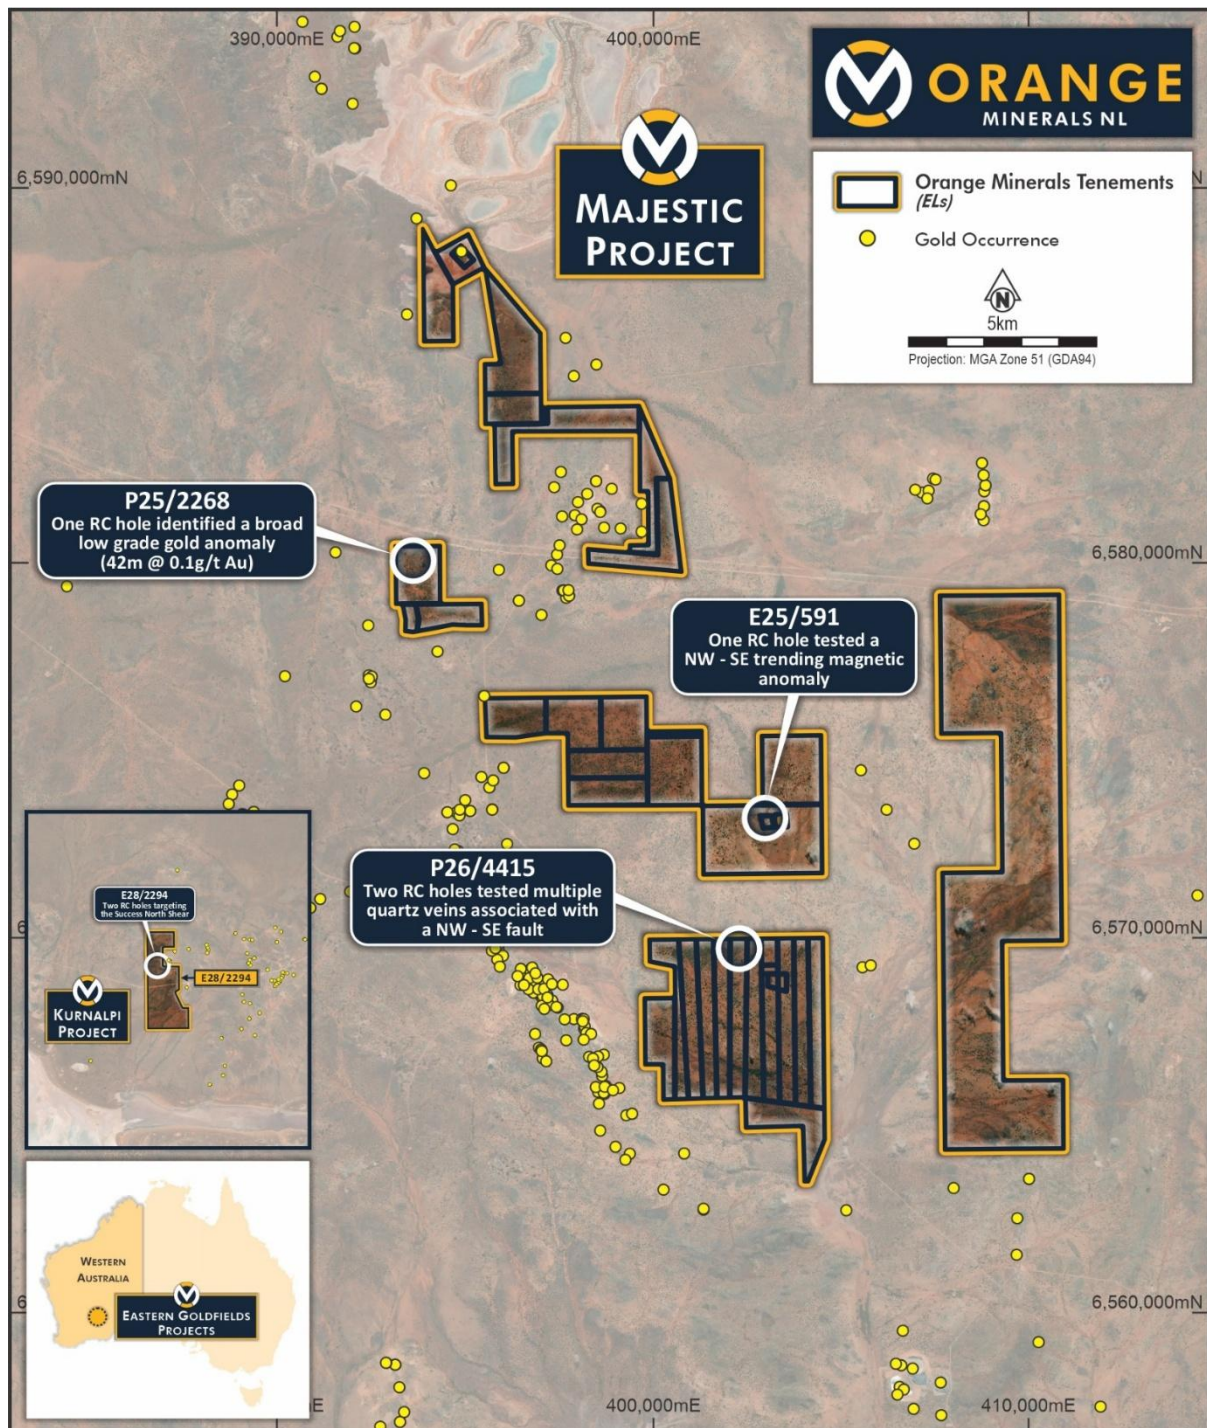 390,000mE
400,000mE
ORANGE
MINERALS NL
6,590,000mN
MAJESTIC
PROJECT
Orange Minerals Tenements
(ELs)
Gold Occurrence
N
5km
Projection: MGA Zone 51 (GDA94)
P25/2268
One RC hole identified a broad
low grade gold anomaly
(42m @ 0.1g/t Au)
6,580,000mN
E25/591
One RC hole tested a
NW - SE trending magnetic
anomaly
P26/4415
Two RC holes tested multiple
quartz veins associated with
a NW - SE fault
E28/2294
Two RC holes targeting
the Success North Shear
6,570,000mN
E28/2294
KURNALPI
PROJECT
WESTERN
AUSTRALIA
EASTERN GOLDFIELDS
PROJECTS
6,560,000mN
400,000mE
410,000mE